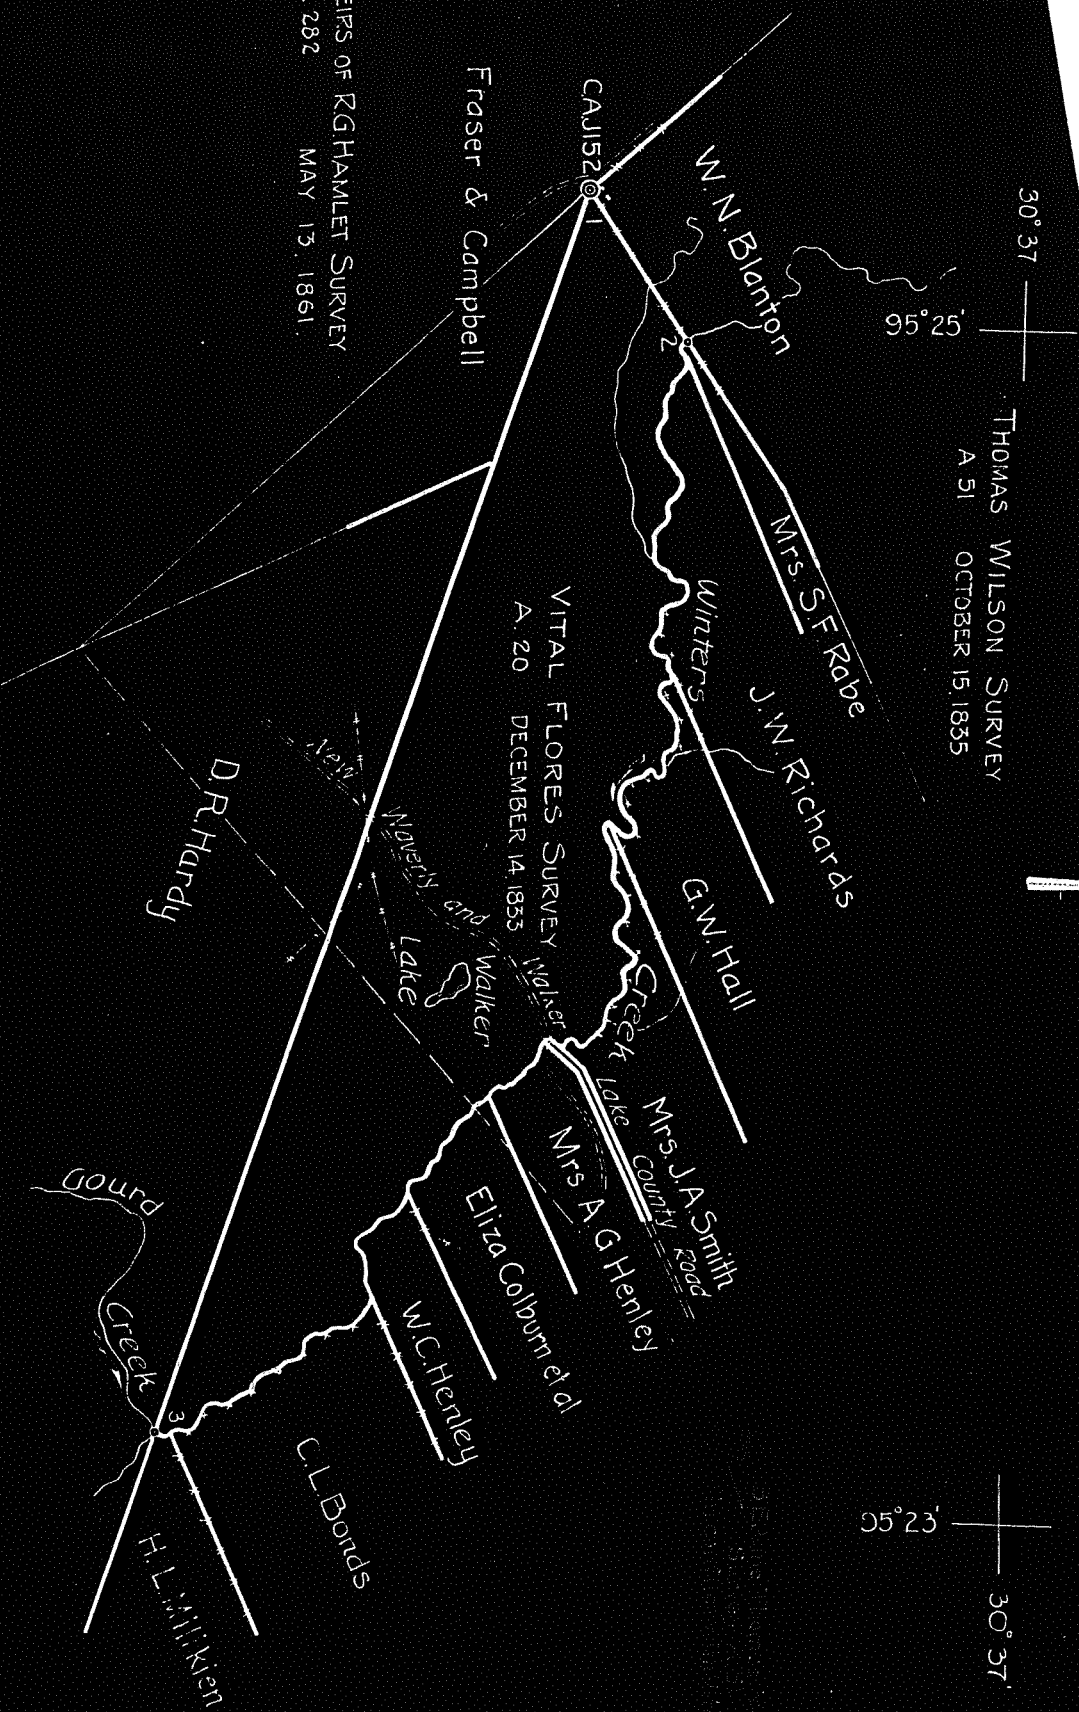 30° 37
95° 25'
THOMAS WILSON SURVEY
A 51 OCTOBER 15, 1835
95° 23'
30° 37'
W. N. Blanton
Mrs. S F Rabe
J. W. Richards
G. W. Hall
Mrs. J. A. Smith
Lake County Road
Mrs A G Henley
Eliza Colburn et al
W. C. Henley
C. L. Bonds
H. L. Millikien
CAJ152
1
2
3
Winters
Creek
VITAL FLORES SURVEY
A. 20 DECEMBER 14 1833
Walker
New Waverly and
Walker
Lake
Fraser & Campbell
D. R. Hardy
Gourd
Creek
EIRS OF R.G. HAMLET SURVEY
282 MAY 13, 1861.